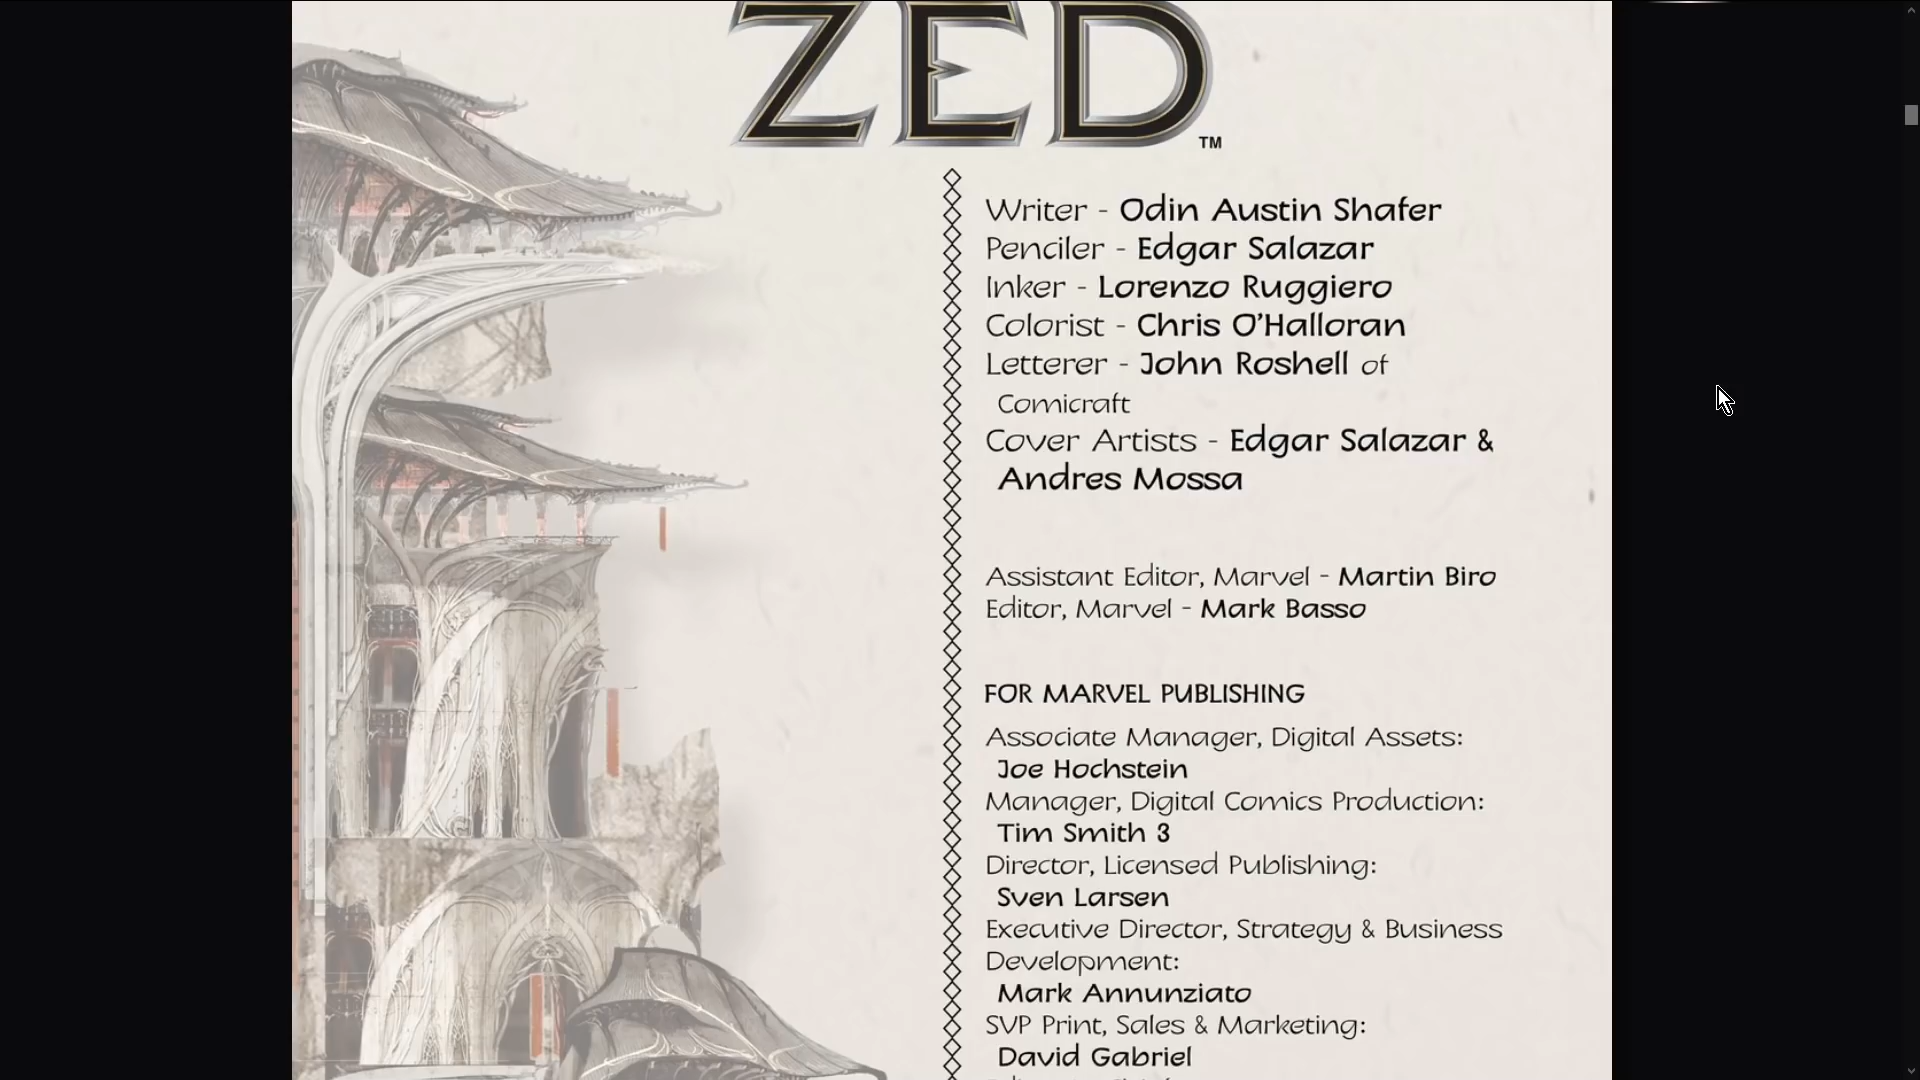 ZED
TM
Writer - Odin Austin Shafer
Penciler - Edgar Salazar
Inker - Lorenzo Ruggiero
Colorist - Chris O'Halloran
Letterer - John Roshell of
Comicraft
Cover Artists - Edgar Salazar &
Andres Mossa
Assistant Editor, Marvel - Martin Biro
Editor, Marvel - Mark Basso
FOR MARVEL PUBLISHING
Associate Manager, Digital Assets:
Joe Hochstein
Manager, Digital Comics Production:
Tim Smith 3
Director, Licensed Publishing:
Sven Larsen
Executive Director, Strategy & Business
Development:
Mark Annunziato
SVP Print, Sales & Marketing:
David Gabriel